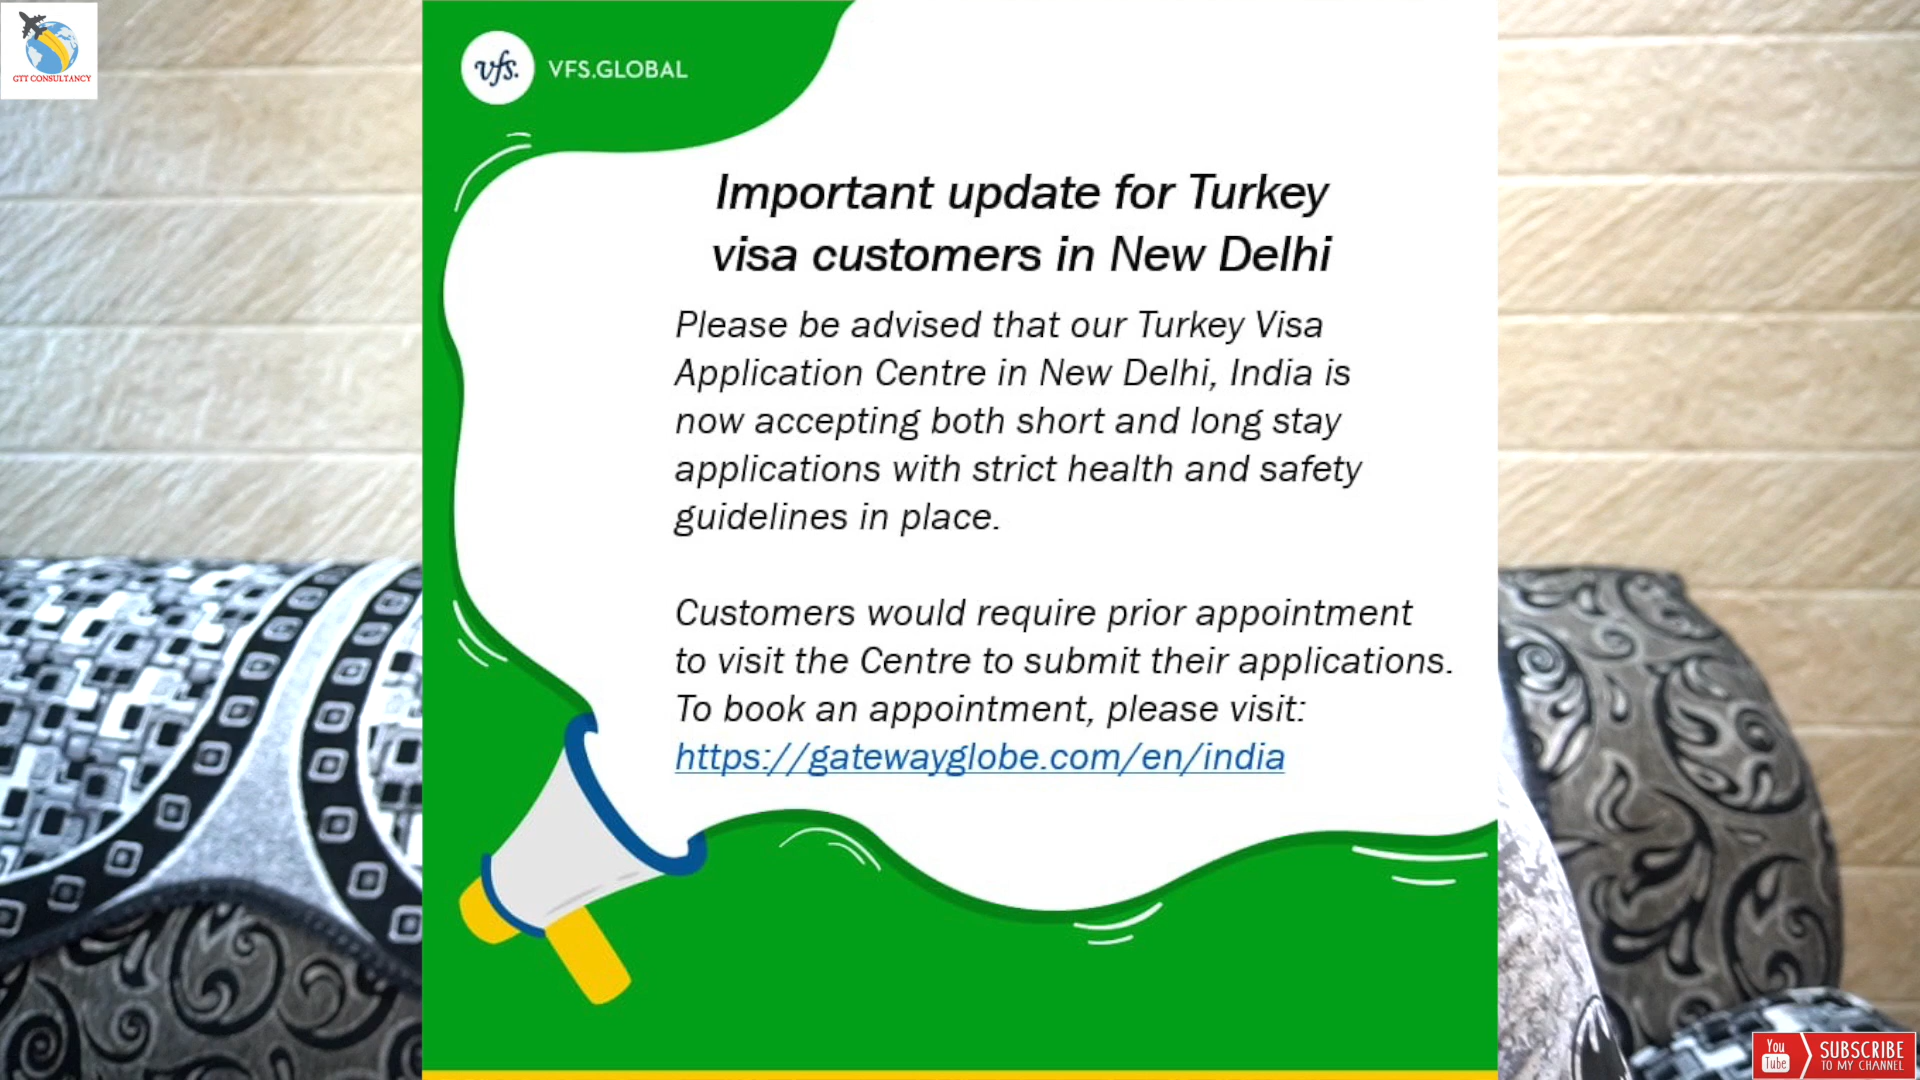 GTT CONSULTANCY
vfs. VFS.GLOBAL
Important update for Turkey
visa customers in New Delhi
Please be advised that our Turkey Visa
Application Centre in New Delhi, India is
now accepting both short and long stay
applications with strict health and safety
guidelines in place.
Customers would require prior appointment
to visit the Centre to submit their applications.
To book an appointment, please visit:
https://gatewayglobe.com/en/india
You
Tube
SUBSCRIBE
TO MY CHANNEL